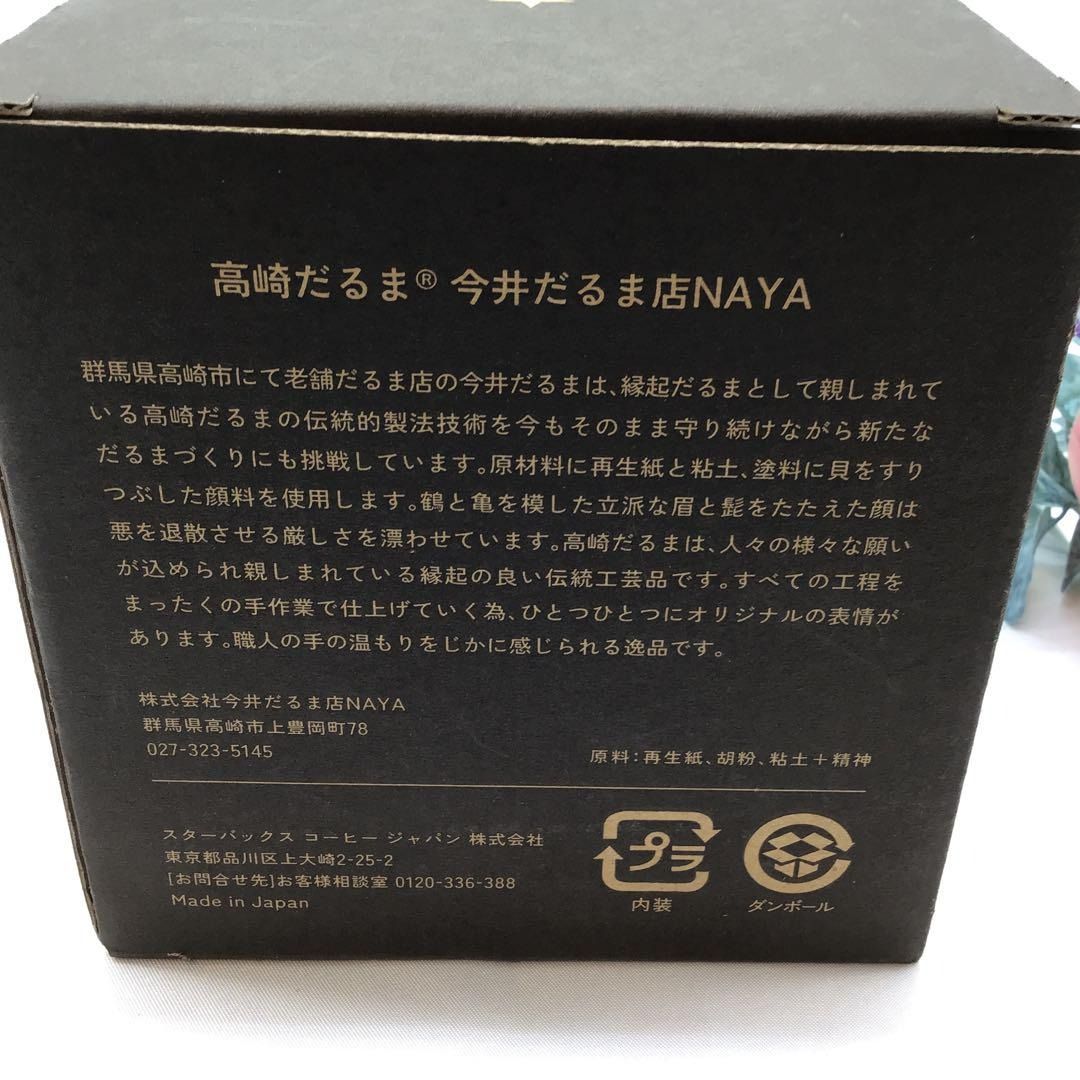 高崎だるま® 今井だるま店NAYA
群馬県高崎市にて老舗だるま店の今井だるまは、縁起だるまとして親しまれて
いる高崎だるまの伝統的製法技術を今もそのまま守り続けながら新たな
だるまづくりにも挑戦しています。原材料に再生紙と粘土、塗料に貝をすり
つぶした顔料を使用します。鶴と亀を模した立派な眉と髭をたたえた顔は
悪を退散させる厳しさを漂わせています。高崎だるまは、人々の様々な願い
が込められ親しまれている縁起の良い伝統工芸品です。すべての工程を
まったくの手作業で仕上げていく為、ひとつひとつにオリジナルの表情が
あります。職人の手の温もりをじかに感じられる逸品です。
株式会社今井だるま店NAYA
群馬県高崎市上豊岡町78
027-323-5145
原料:再生紙、胡粉、粘土+精神
スターバックス コーヒー ジャパン 株式会社
東京都品川区上大崎2-25-2
[お問合せ先]お客様相談室 0120-336-388
Made in Japan
プラ
内装
ダンボール